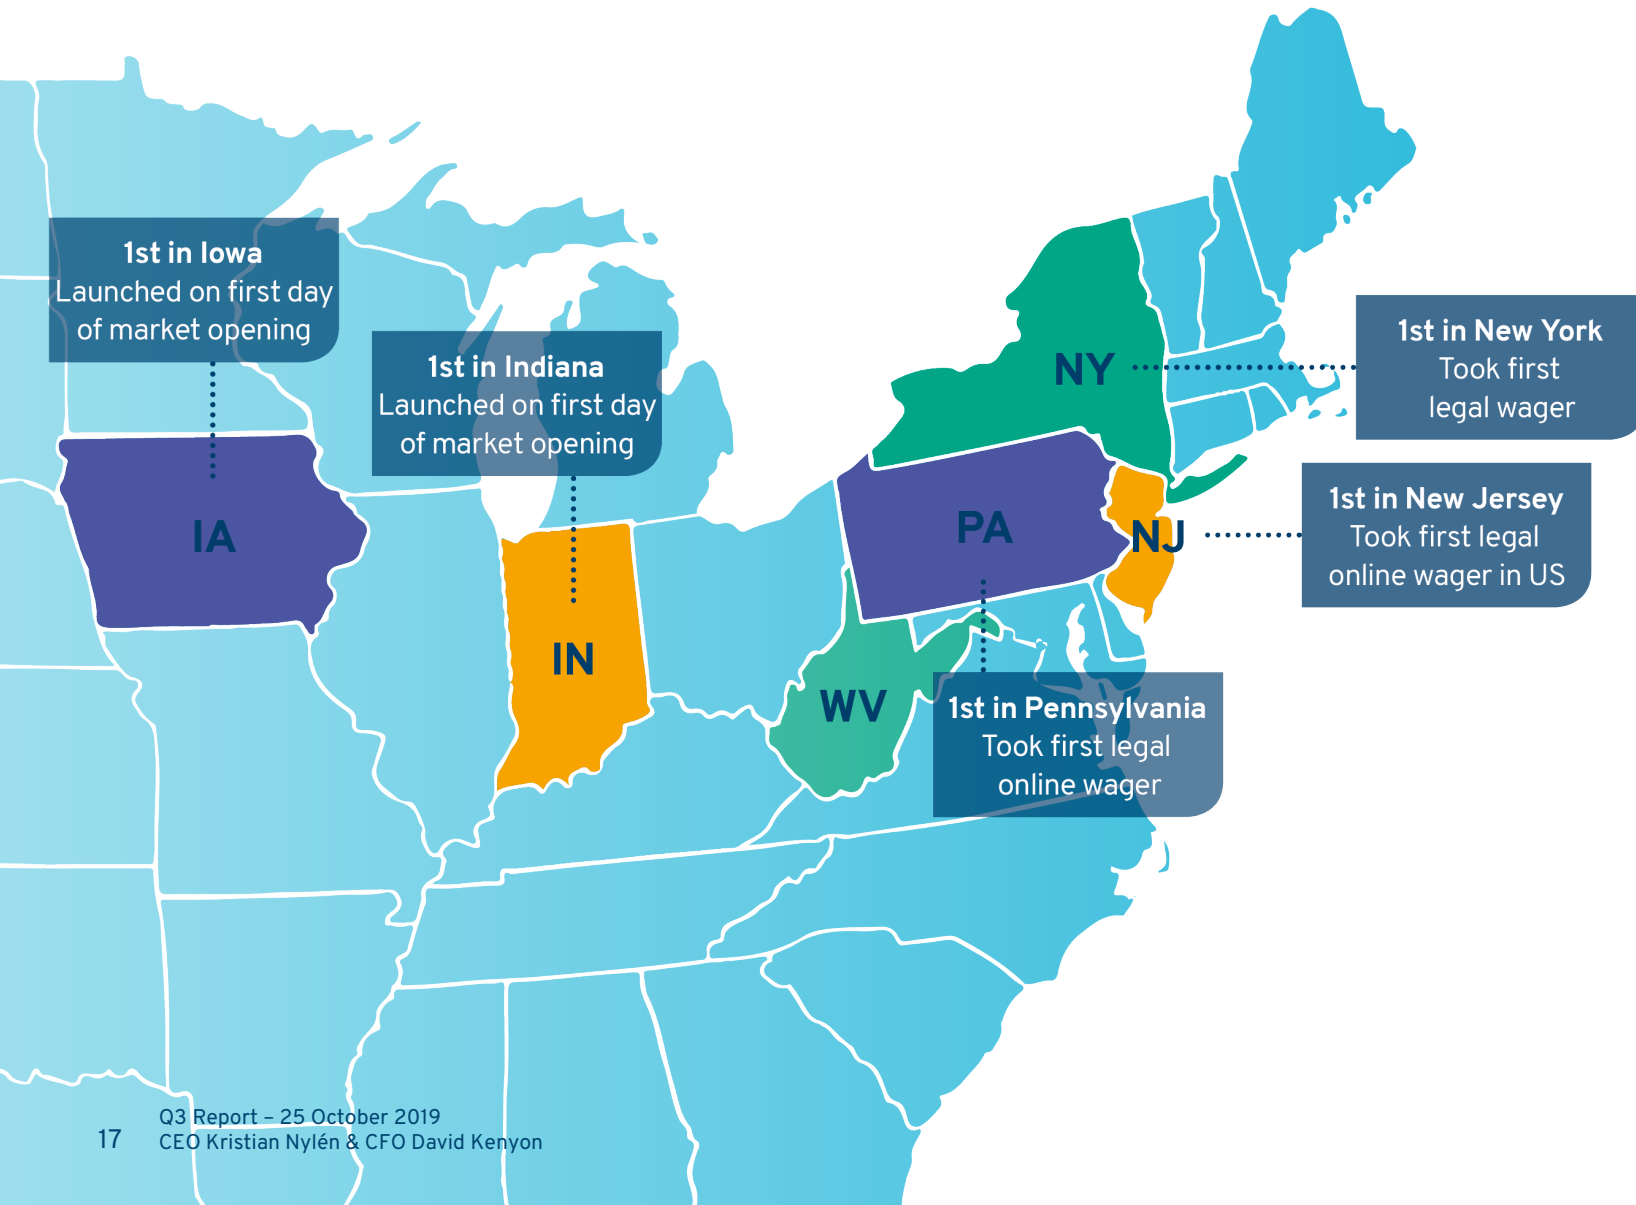 1st in Iowa
Launched on first day
of market opening
1st in Indiana
Launched on first day
of market opening
1st in New York
Took first
legal wager
1st in New Jersey
Took first legal
online wager in US
1st in Pennsylvania
Took first legal
online wager
NY
IA
PA
NJ
IN
WV
Q3 Report – 25 October 2019
17
CEO Kristian Nylén & CFO David Kenyon